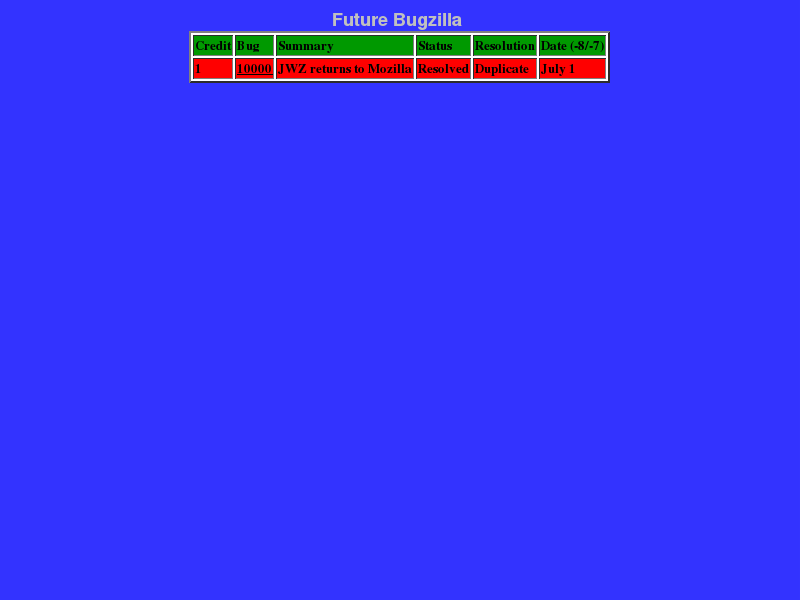 Future Bugzilla
Credit Bug Summary Status Resolution Date (-8/-7)
1 10000 JWZ returns to Mozilla Resolved Duplicate July 1